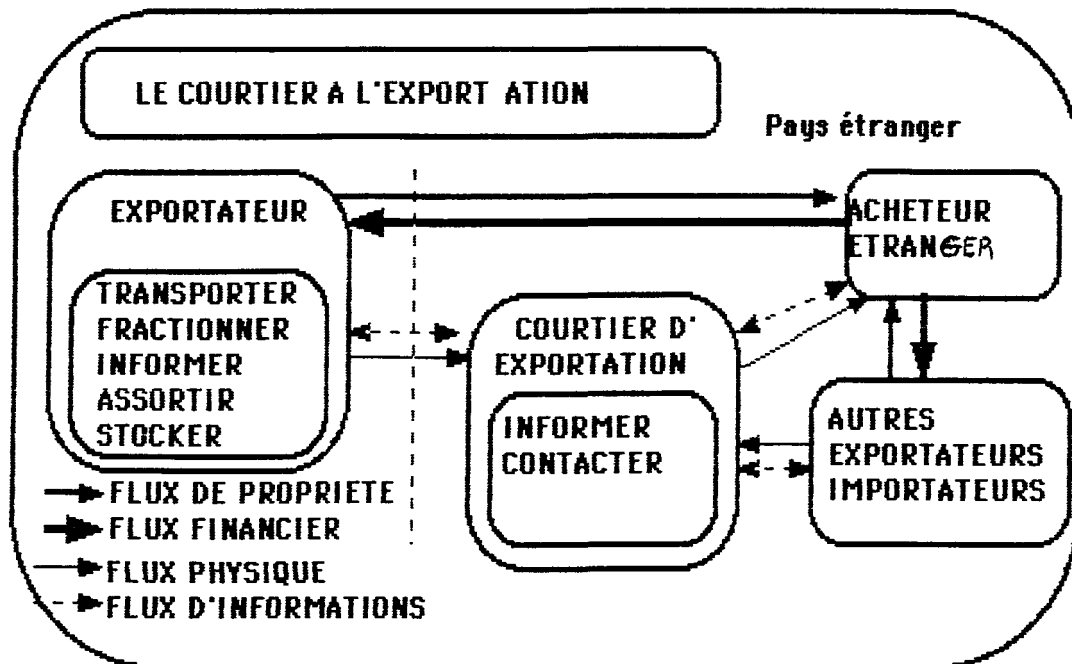 LE COURTIER A L'EXPORT ATION
Pays étranger
EXPORTATEUR
TRANSPORTER
FRACTIONNER
INFORMER
ASSORTIR
STOCKER
COURTIER D'
EXPORTATION
INFORMER
CONTACTER
ACHETEUR
ETRANGER
AUTRES
EXPORTATEURS
IMPORTATEURS
FLUX DE PROPRIETE
FLUX FINANCIER
FLUX PHYSIQUE
FLUX D'INFORMATIONS